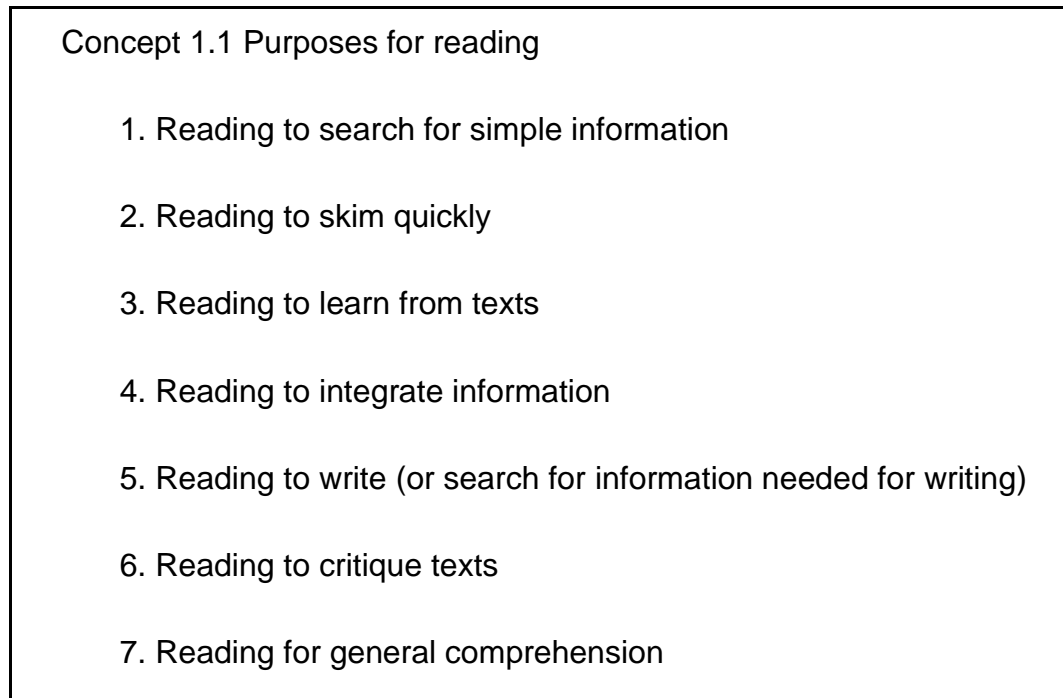 Concept 1.1 Purposes for reading
1. Reading to search for simple information
2. Reading to skim quickly
3. Reading to learn from texts
4. Reading to integrate information
5. Reading to write (or search for information needed for writing)
6. Reading to critique texts
7. Reading for general comprehension